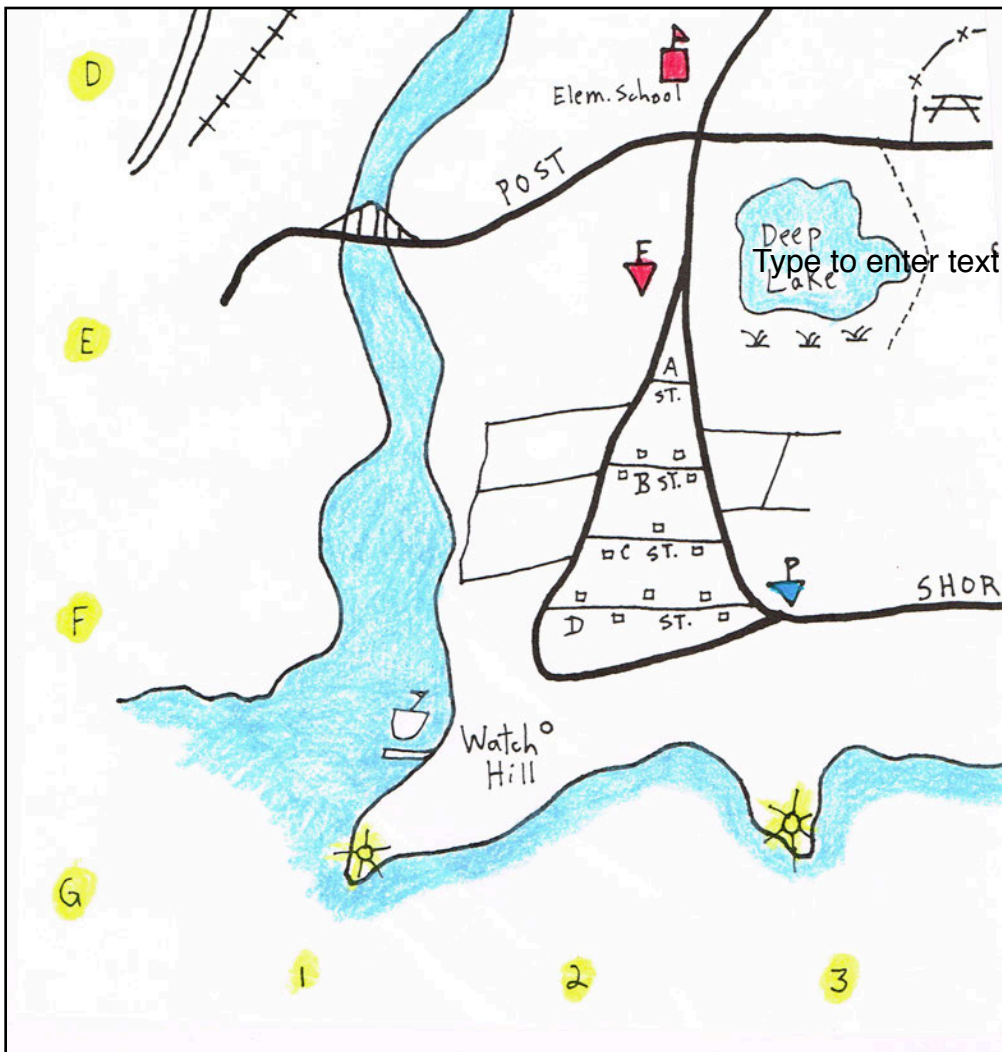 D
Elem. School
POST
Deep
Lake
Type to enter text
F
E
A
ST.
B ST.
C ST.
P
SHOR
F
D ST.
Watch
Hill
G
1
2
3